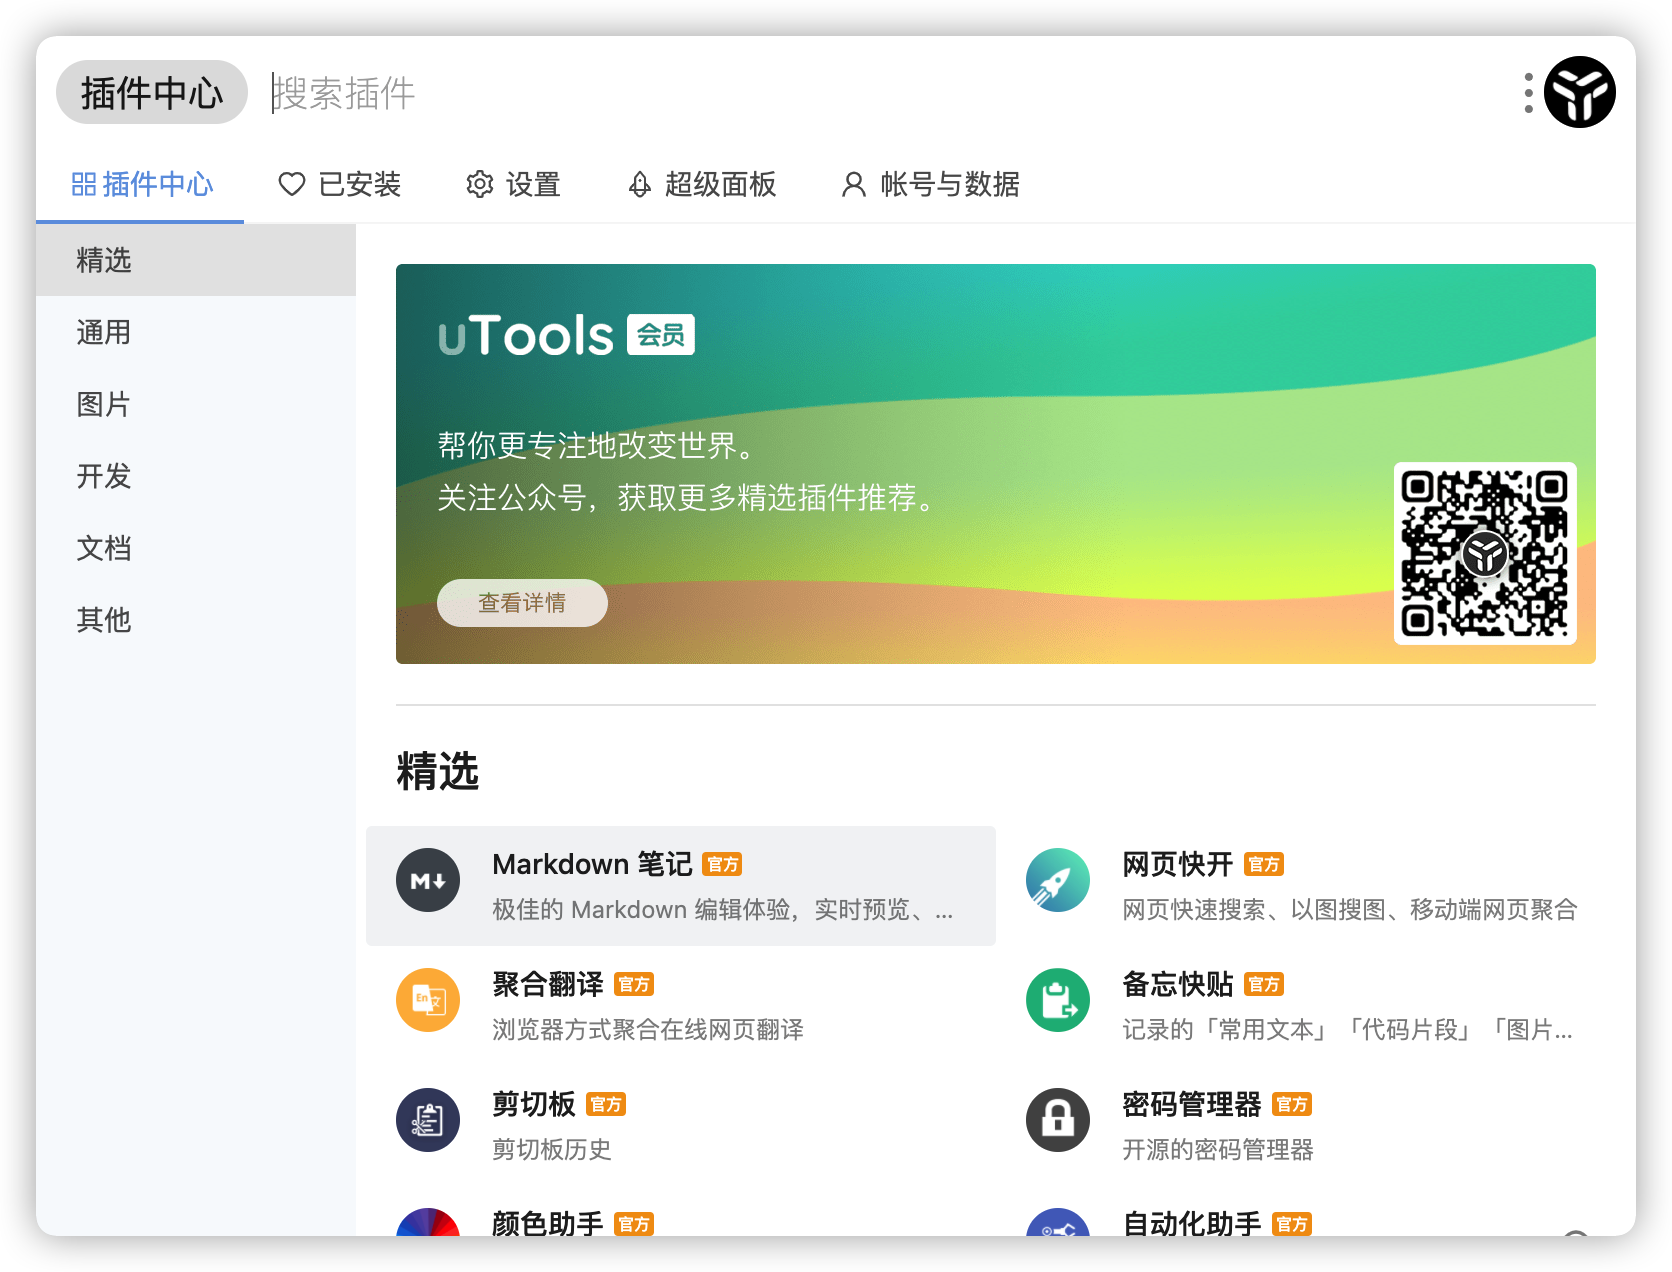 插件中心 搜索插件
插件中心 已安装 设置 超级面板 帐号与数据
精选
通用
图片
开发
文档
其他
uTools 会员
帮你更专注地改变世界。
关注公众号，获取更多精选插件推荐。
查看详情
精选
M
Markdown 笔记 官方
极佳的 Markdown 编辑体验，实时预览、...
网页快开 官方
网页快速搜索、以图搜图、移动端网页聚合
En 文
聚合翻译 官方
浏览器方式聚合在线网页翻译
备忘快贴 官方
记录的「常用文本」「代码片段」「图片...
剪切板 官方
剪切板历史
密码管理器 官方
开源的密码管理器
颜色助手 官方
自动化助手 官方